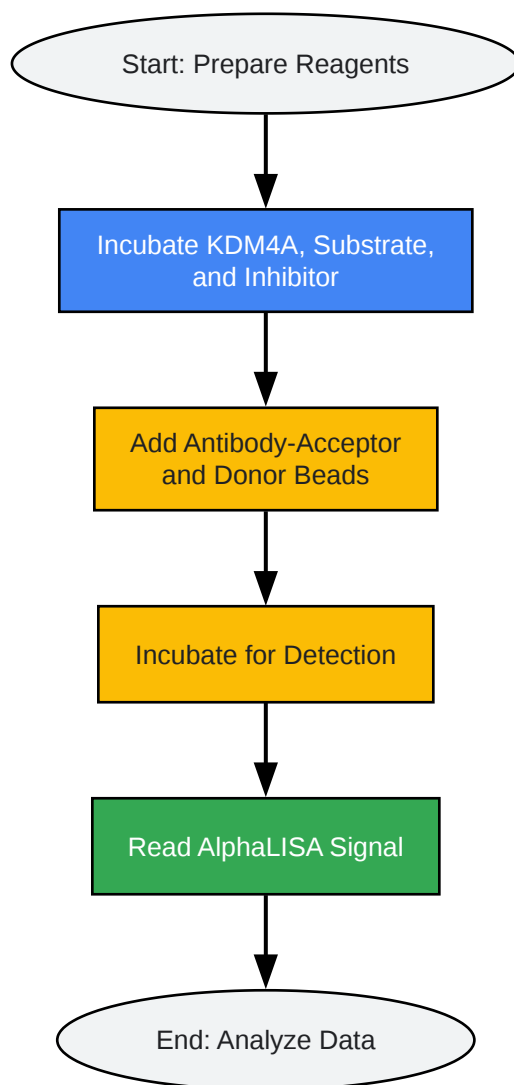 Start: Prepare Reagents
Incubate KDM4A, Substrate,
and Inhibitor
Add Antibody-Acceptor
and Donor Beads
Incubate for Detection
Read AlphaLISA Signal
End: Analyze Data